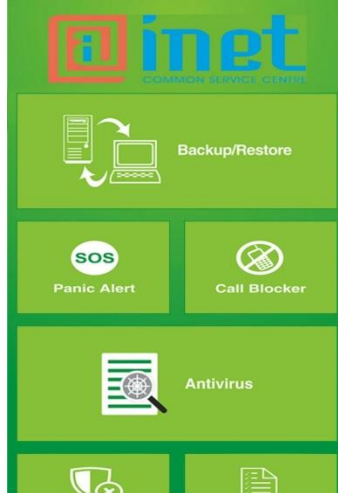 @ inet
COMMON SERVICE CENTRE
Backup/Restore
SOS
Panic Alert
Call Blocker
Antivirus